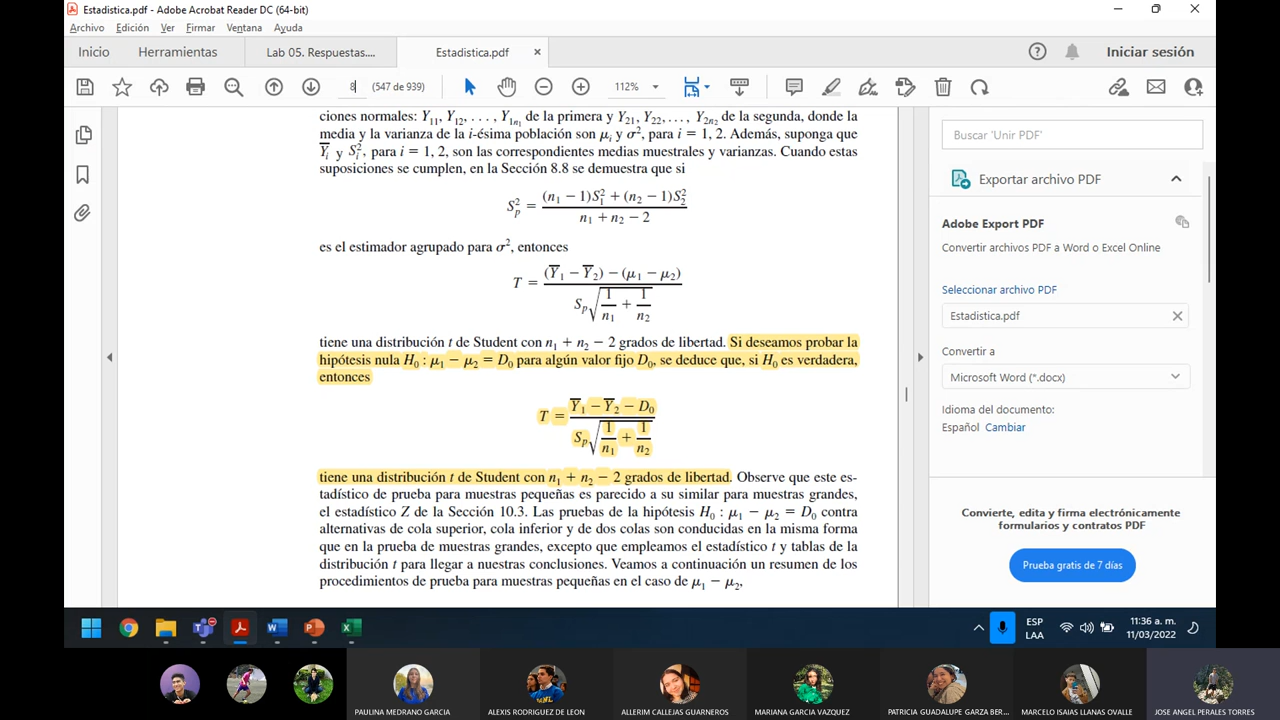 Estadistica.pdf - Adobe Acrobat Reader DC (64-bit)
Archivo Edición Ver Firmar Ventana Ayuda
Inicio Herramientas Lab 05. Respuestas.... Estadistica.pdf × Iniciar sesión
8 (547 de 939) 112%
ciones normales: Y₁₁, Y₁₂, . . . , Y₁ₙ₁ de la primera y Y₂₁, Y₂₂, . . . , Y₂ₙ₂ de la segunda, donde la
media y la varianza de la i-ésima población son μᵢ y σ², para i = 1, 2. Además, suponga que
Y̅ᵢ y Sᵢ², para i = 1, 2, son las correspondientes medias muestrales y varianzas. Cuando estas
suposiciones se cumplen, en la Sección 8.8 se demuestra que si
Sₚ² = (n₁ − 1)S₁² + (n₂ − 1)S₂² / n₁ + n₂ − 2
es el estimador agrupado para σ², entonces
T = (Y̅₁ − Y̅₂) − (μ₁ − μ₂) / Sₚ √ 1/n₁ + 1/n₂
tiene una distribución t de Student con n₁ + n₂ − 2 grados de libertad. Si deseamos probar la
hipótesis nula H₀ : μ₁ − μ₂ = D₀ para algún valor fijo D₀, se deduce que, si H₀ es verdadera,
entonces
T = Y̅₁ − Y̅₂ − D₀ / Sₚ √ 1/n₁ + 1/n₂
tiene una distribución t de Student con n₁ + n₂ − 2 grados de libertad. Observe que este es-
tadístico de prueba para muestras pequeñas es parecido a su similar para muestras grandes,
el estadístico Z de la Sección 10.3. Las pruebas de la hipótesis H₀ : μ₁ − μ₂ = D₀ contra
alternativas de cola superior, cola inferior y de dos colas son conducidas en la misma forma
que en la prueba de muestras grandes, excepto que empleamos el estadístico t y tablas de la
distribución t para llegar a nuestras conclusiones. Veamos a continuación un resumen de los
procedimientos de prueba para muestras pequeñas en el caso de μ₁ − μ₂,
Buscar 'Unir PDF'
Exportar archivo PDF
Adobe Export PDF
Convertir archivos PDF a Word o Excel Online
Seleccionar archivo PDF
Estadistica.pdf
Convertir a
Microsoft Word (*.docx)
Idioma del documento:
Español Cambiar
Convierte, edita y firma electrónicamente
formularios y contratos PDF
Prueba gratis de 7 días
ESP
LAA
11:36 a. m.
11/03/2022
PAULINA MEDRANO GARCIA
ALEXIS RODRIGUEZ DE LEON
ALLERIM CALLEJAS GUARNEROS
MARIANA GARCIA VAZQUEZ
PATRICIA GUADALUPE GARZA BER...
MARCELO ISAIAS LLANAS OVALLE
JOSE ANGEL PERALES TORRES